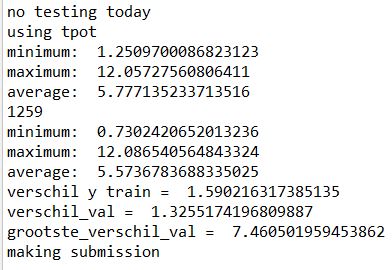 no testing today
using tpot
minimum:  1.2509700086823123
maximum:  12.05727560806411
average:  5.777135233713516
1259
minimum:  0.7302420652013236
maximum:  12.086540564843324
average:  5.5736783688335025
verschil y train =  1.590216317385135
verschil_val =  1.3255174196809887
grootste_verschil_val =  7.460501959453862
making submission